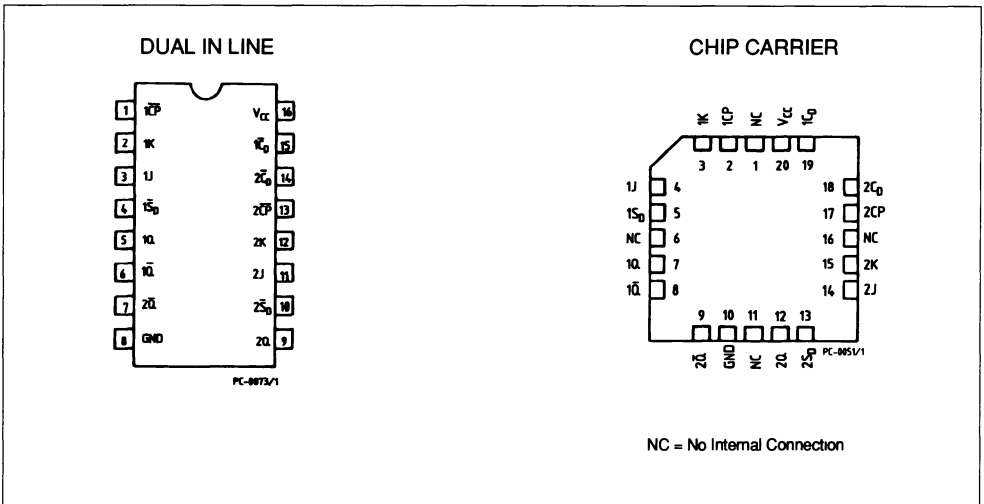 DUAL IN LINE
1 1C̅P̅
2 1K
3 1J
4 1S̅D
5 1Q
6 1Q̅
7 2Q̅
8 GND
VCC 16
1C̅D 15
2C̅D 14
2C̅P̅ 13
2K 12
2J 11
2S̅D 10
2Q 9
PC-0073/1
CHIP CARRIER
1K 1CP NC VCC 1C̅D
3 2 1 20 19
1J 4
1SD 5
NC 6
1Q 7
1Q̅ 8
18 2CD
17 2CP
16 NC
15 2K
14 2J
9 10 11 12 13
2Q̅ GND NC 2Q 2SD
PC-0051/1
NC = No Internal Connection